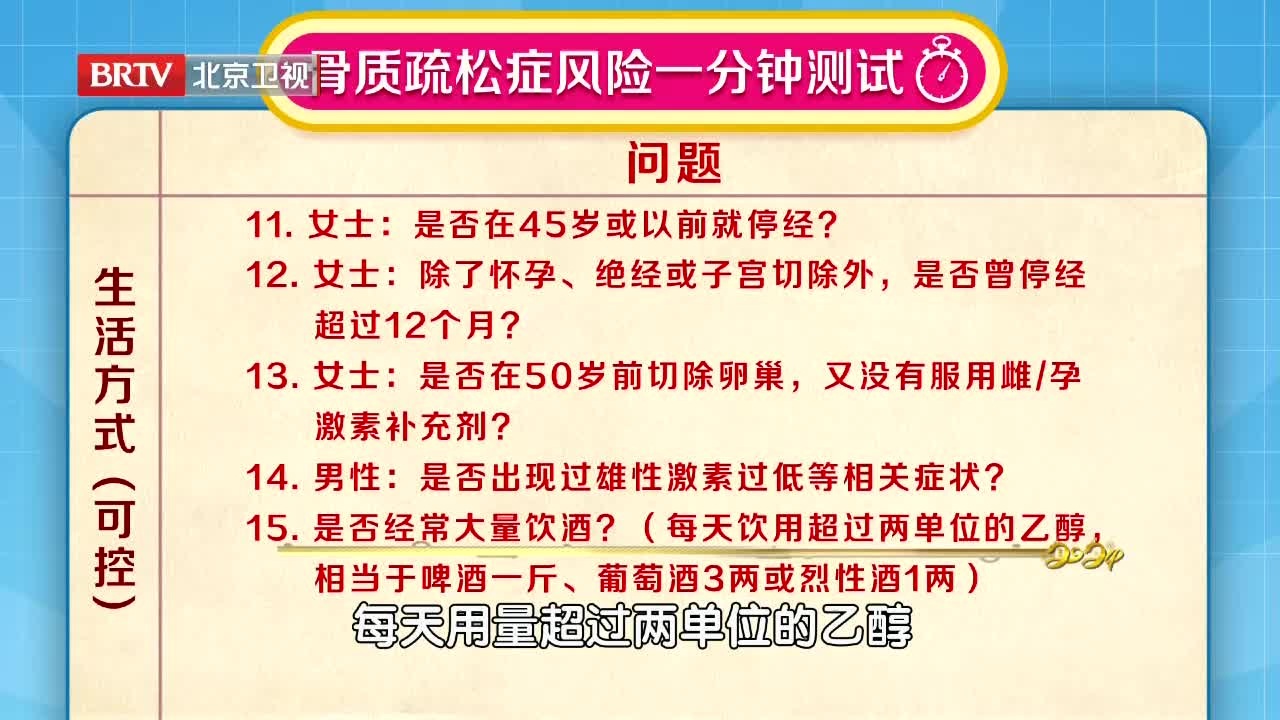 BRTV 北京卫视
骨质疏松症风险一分钟测试
问题
生活方式（可控）
11. 女士：是否在45岁或以前就停经？
12. 女士：除了怀孕、绝经或子宫切除外，是否曾停经
超过12个月？
13. 女士：是否在50岁前切除卵巢，又没有服用雌/孕
激素补充剂？
14. 男性：是否出现过雄性激素过低等相关症状？
15. 是否经常大量饮酒？（每天饮用超过两单位的乙醇，
相当于啤酒一斤、葡萄酒3两或烈性酒1两）
每天用量超过两单位的乙醇